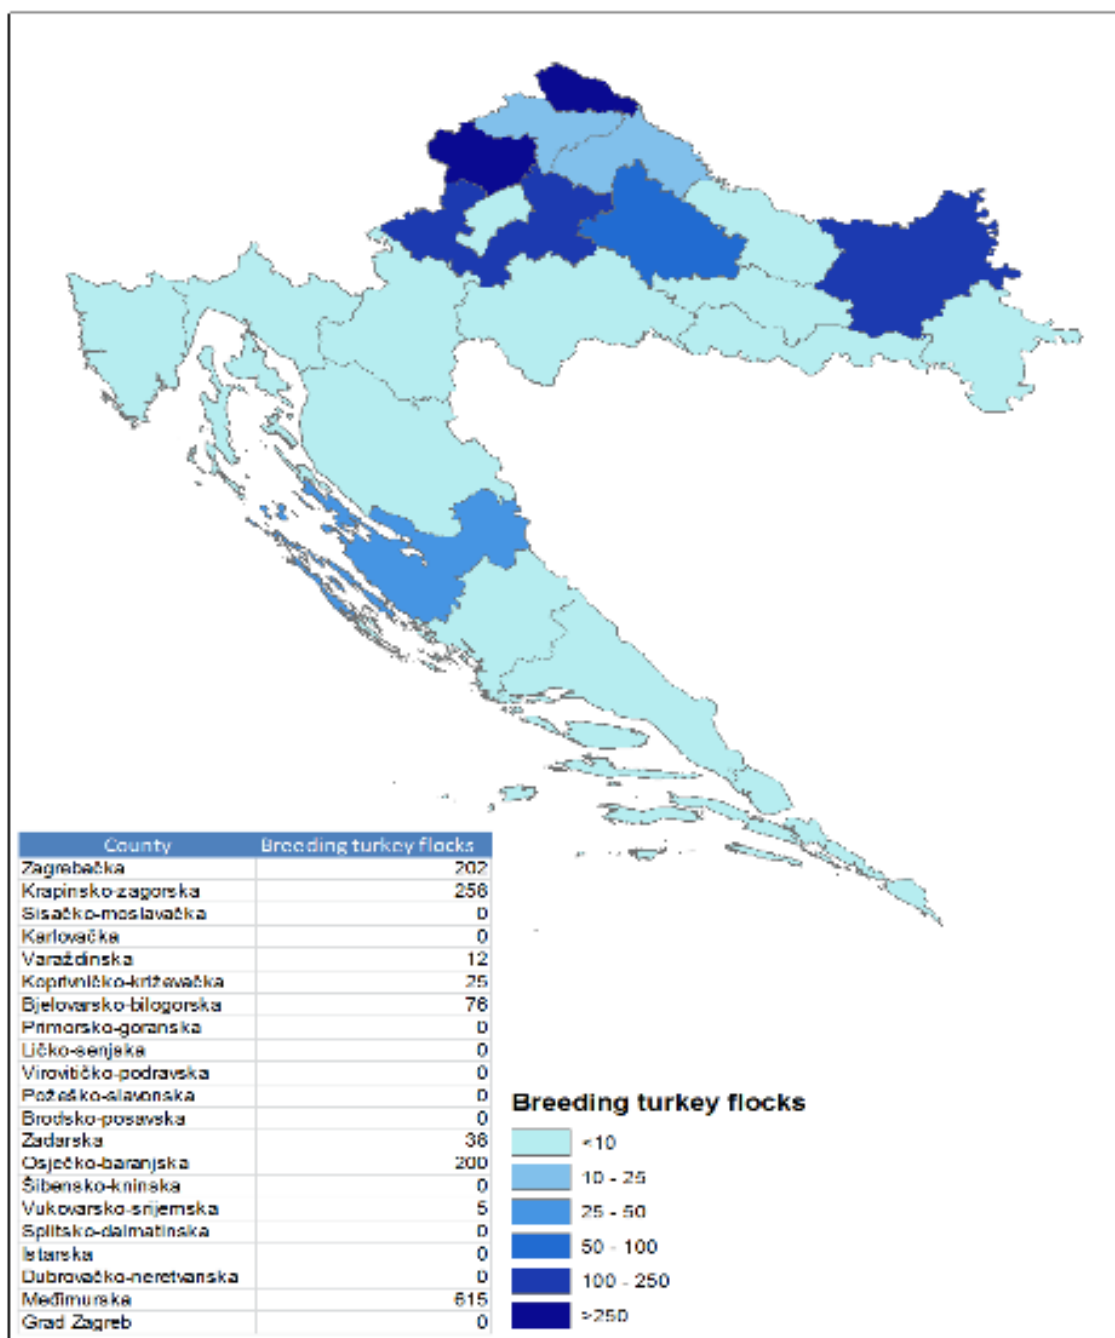 County Breeding turkey flocks
Zagrebačka 202
Krapinsko-zagorska 258
Sisačko-moslavačka 0
Karlovačka 0
Varaždinska 12
Koprivničko-križevačka 25
Bjelovarsko-bilogorska 76
Primorsko-goranska 0
Ličko-senjska 0
Virovitičko-podravska 0
Požeško-slavonska 0
Brodsko-posavska 0
Zadarska 38
Osječko-baranjska 200
Šibensko-kninska 0
Vukovarsko-srijemska 5
Splitsko-dalmatinska 0
Istarska 0
Dubrovačko-neretvanska 0
Međimurska 615
Grad Zagreb 0
Breeding turkey flocks
<10
10 - 25
25 - 50
50 - 100
100 - 250
>250